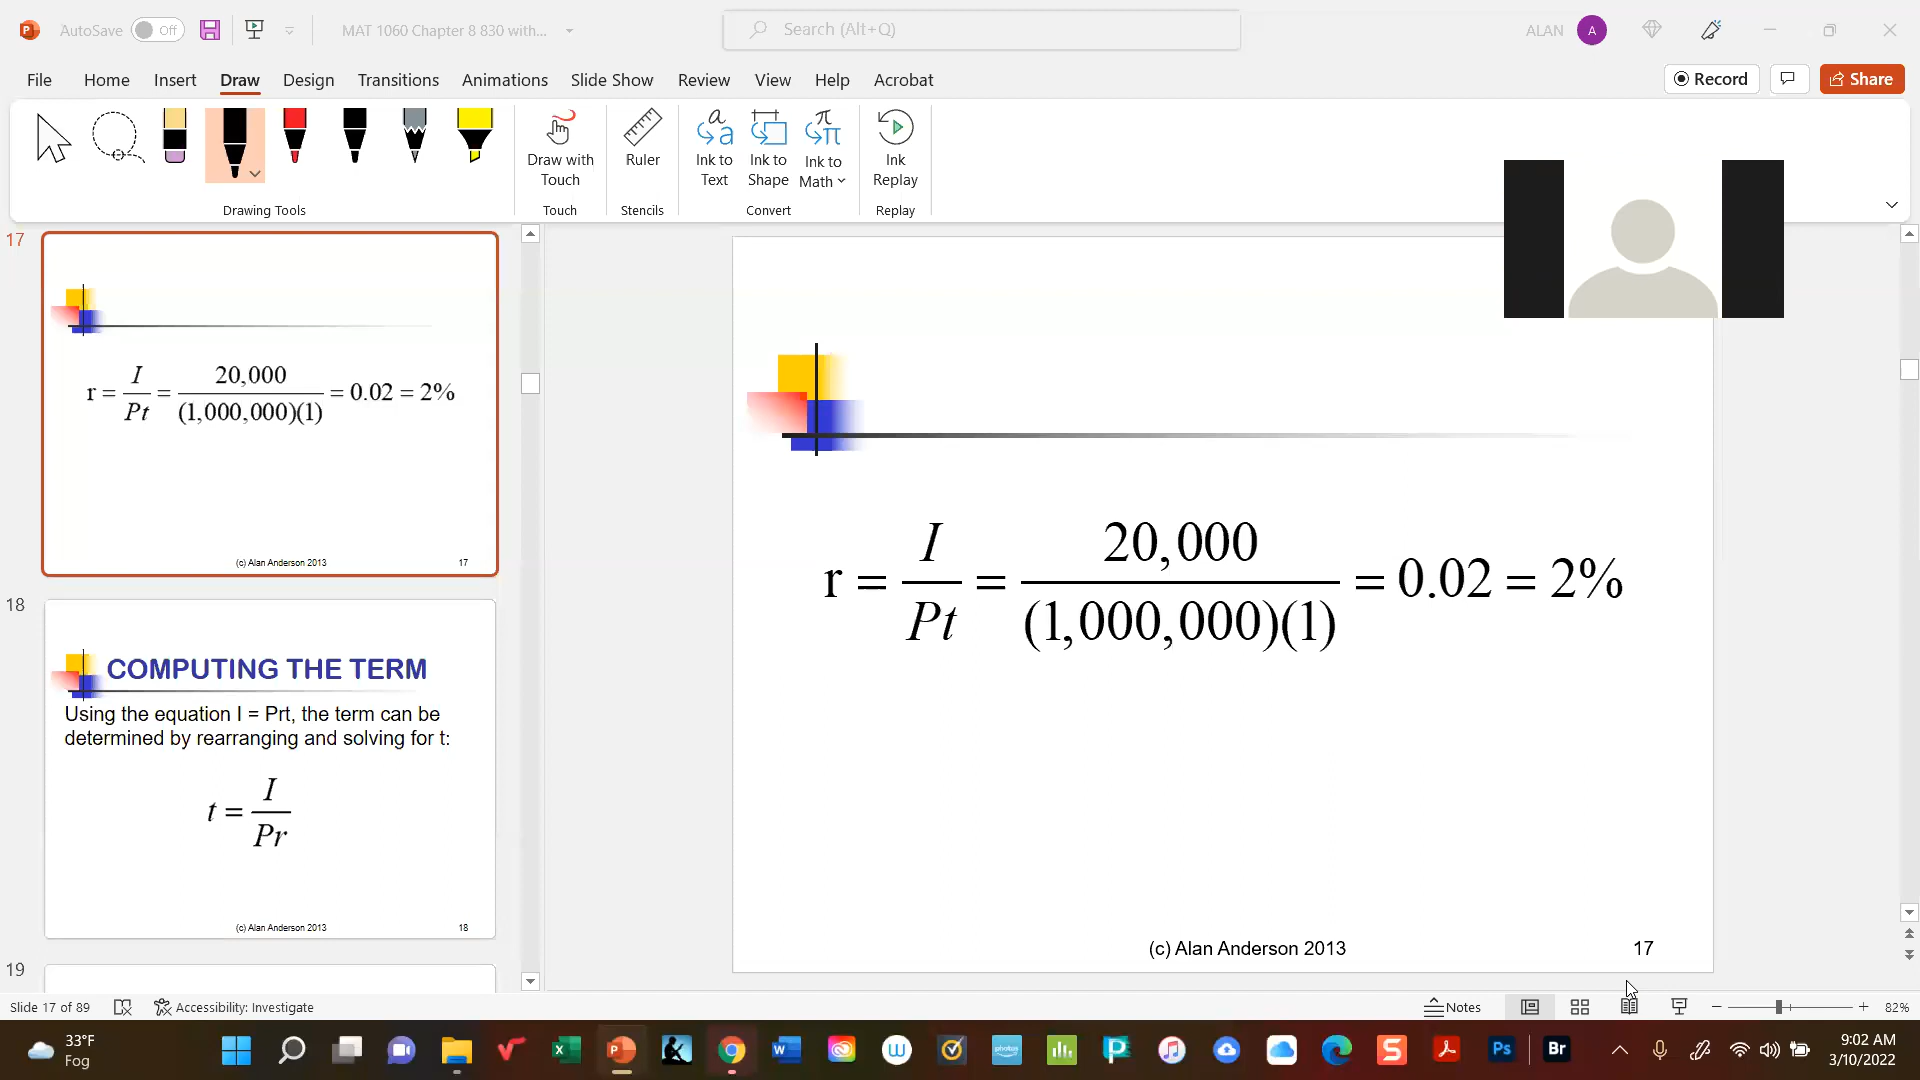 AutoSave Off
MAT 1060 Chapter 8 830 with...
Search (Alt+Q)
ALAN A
File Home Insert Draw Design Transitions Animations Slide Show Review View Help Acrobat
Record Share
Draw with Touch
Ruler
Ink to Text
Ink to Shape
Ink to Math
Ink Replay
Drawing Tools Touch Stencils Convert Replay
17
r = I/Pt = 20,000/(1,000,000)(1) = 0.02 = 2%
(c) Alan Anderson 2013 17
18
COMPUTING THE TERM
Using the equation I = Prt, the term can be
determined by rearranging and solving for t:
t = I/Pr
(c) Alan Anderson 2013 18
19
r = I/Pt = 20,000/(1,000,000)(1) = 0.02 = 2%
(c) Alan Anderson 2013 17
Slide 17 of 89 Accessibility: Investigate Notes 82%
33°F
Fog
9:02 AM
3/10/2022